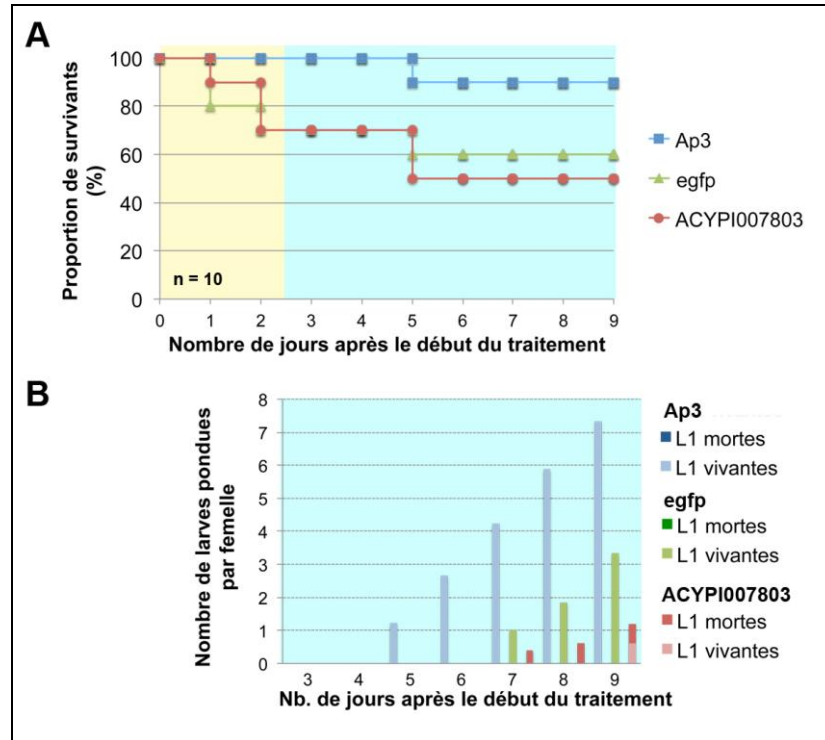 A
Proportion de survivants
(%)
100
80
60
40
20
0
n = 10
0 1 2 3 4 5 6 7 8 9
Nombre de jours après le début du traitement
Ap3
egfp
ACYPI007803
B
Nombre de larves pondues
par femelle
8
7
6
5
4
3
2
1
0
3 4 5 6 7 8 9
Nb. de jours après le début du traitement
Ap3
L1 mortes
L1 vivantes
egfp
L1 mortes
L1 vivantes
ACYPI007803
L1 mortes
L1 vivantes